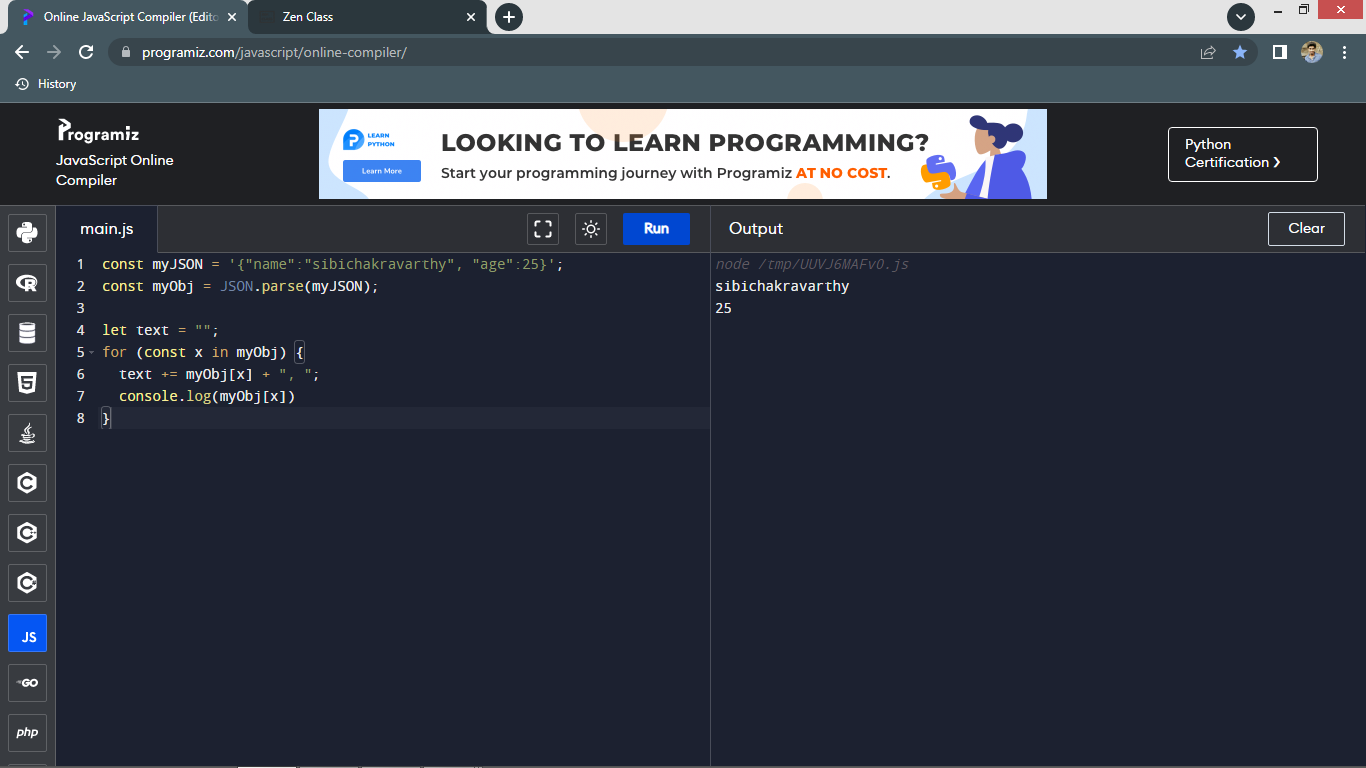 Online JavaScript Compiler (Edito
Zen Class
programiz.com/javascript/online-compiler/
History
Programiz
JavaScript Online
Compiler
LEARN
PYTHON
Learn More
LOOKING TO LEARN PROGRAMMING?
Start your programming journey with Programiz AT NO COST.
Python
Certification ❯
main.js
Run
Output
Clear
1 const myJSON = '{"name":"sibichakravarthy", "age":25}';
2 const myObj = JSON.parse(myJSON);
3
4 let text = "";
5 for (const x in myObj) {
6   text += myObj[x] + ", ";
7   console.log(myObj[x])
8 }
node /tmp/UUVJ6MAFvO.js
sibichakravarthy
25
R
5
C
C
C
JS
GO
php